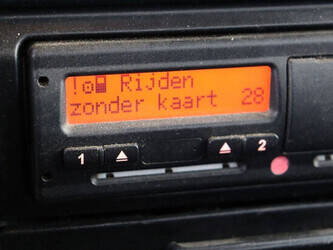 ! Rijden
zonder kaart 28
1 2